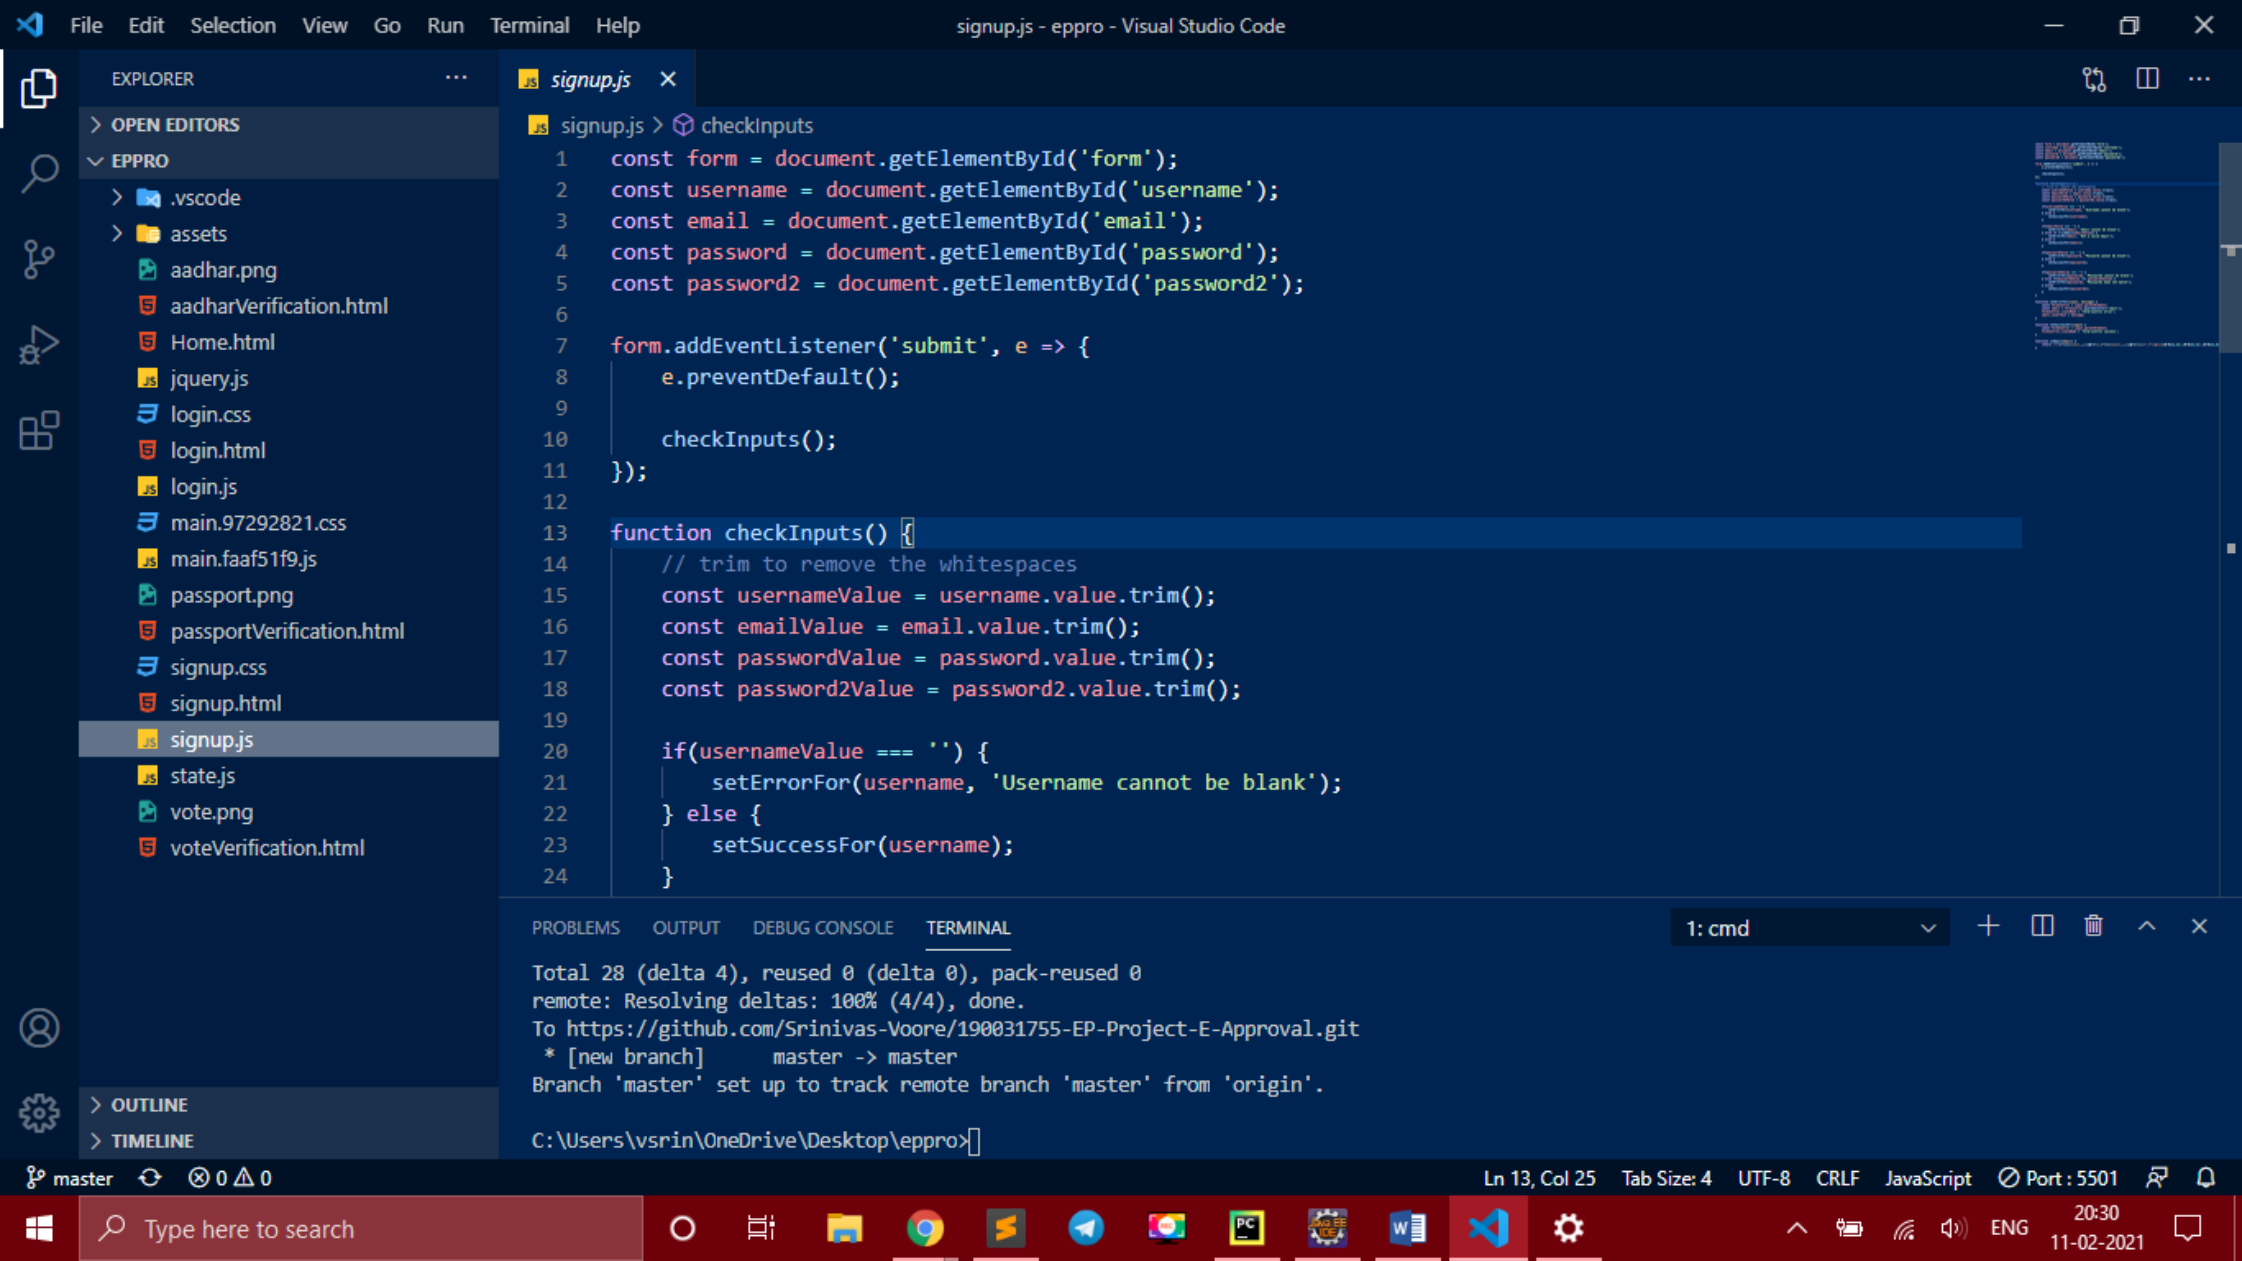 File Edit Selection View Go Run Terminal Help
signup.js - eppro - Visual Studio Code
EXPLORER
OPEN EDITORS
EPPRO
.vscode
assets
aadhar.png
aadharVerification.html
Home.html
jquery.js
login.css
login.html
login.js
main.97292821.css
main.faaf51f9.js
passport.png
passportVerification.html
signup.css
signup.html
signup.js
state.js
vote.png
voteVerification.html
OUTLINE
TIMELINE
signup.js
signup.js > checkInputs
1 const form = document.getElementById('form');
2 const username = document.getElementById('username');
3 const email = document.getElementById('email');
4 const password = document.getElementById('password');
5 const password2 = document.getElementById('password2');
6
7 form.addEventListener('submit', e => {
8 e.preventDefault();
9
10 checkInputs();
11 });
12
13 function checkInputs() {
14 // trim to remove the whitespaces
15 const usernameValue = username.value.trim();
16 const emailValue = email.value.trim();
17 const passwordValue = password.value.trim();
18 const password2Value = password2.value.trim();
19
20 if(usernameValue === '') {
21 setErrorFor(username, 'Username cannot be blank');
22 } else {
23 setSuccessFor(username);
24 }
PROBLEMS OUTPUT DEBUG CONSOLE TERMINAL
1: cmd
Total 28 (delta 4), reused 0 (delta 0), pack-reused 0
remote: Resolving deltas: 100% (4/4), done.
To https://github.com/Srinivas-Voore/190031755-EP-Project-E-Approval.git
* [new branch] master -> master
Branch 'master' set up to track remote branch 'master' from 'origin'.
C:\Users\vsrin\OneDrive\Desktop\eppro>
master 0 0
Ln 13, Col 25 Tab Size: 4 UTF-8 CRLF JavaScript Port : 5501
Type here to search
ENG
20:30
11-02-2021